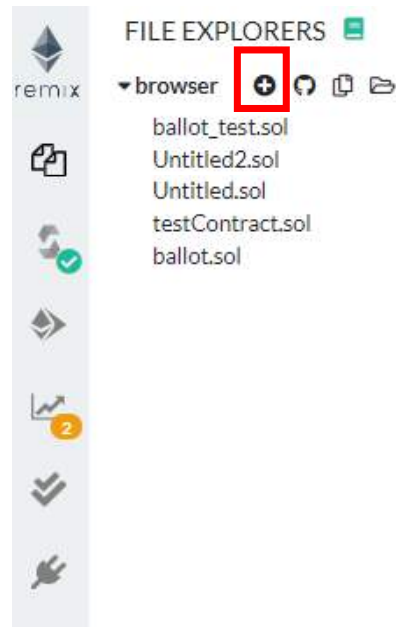 FILE EXPLORERS
remix
browser
ballot_test.sol
Untitled2.sol
Untitled.sol
testContract.sol
ballot.sol
2